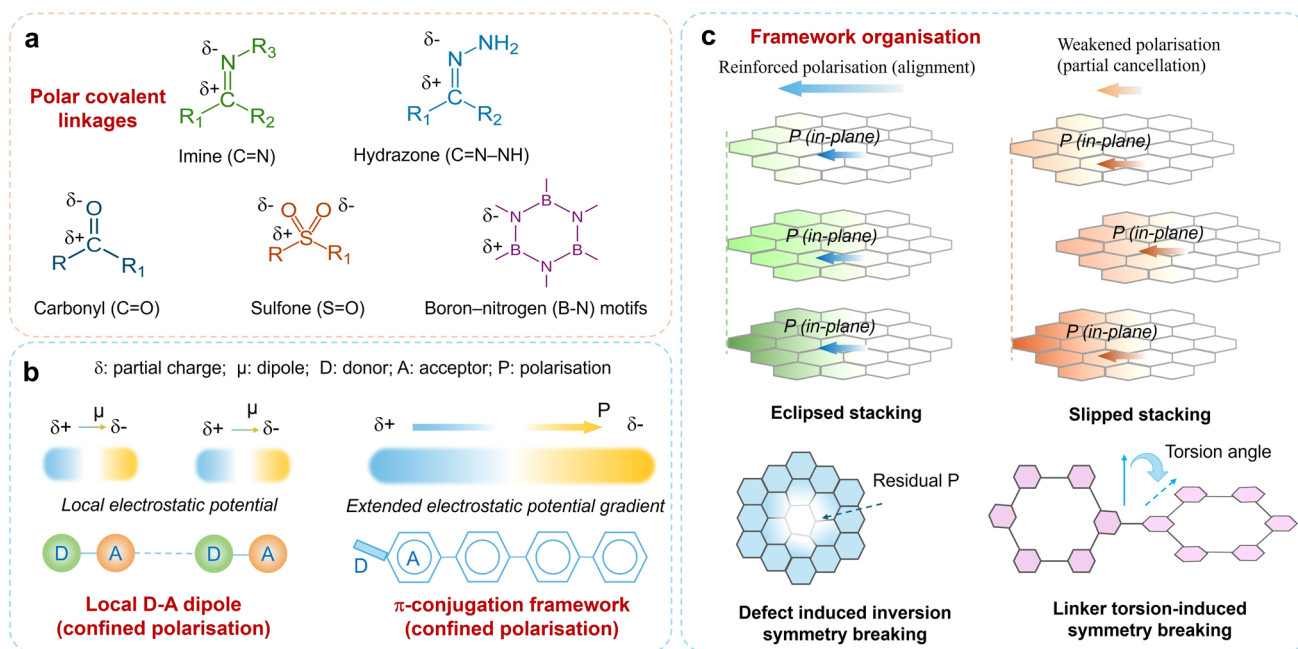 a
Polar covalent
linkages
δ-
N
R3
δ+
C
R1
R2
Imine (C=N)
δ-
NH2
N
δ+
C
R1
R2
Hydrazone (C=N–NH)
δ-
O
δ+
C
R
R1
Carbonyl (C=O)
δ-
δ-
O
O
δ+
S
R
R1
Sulfone (S=O)
B
δ-
N
N
δ+
B
B
N
Boron–nitrogen (B-N) motifs
b
δ: partial charge; μ: dipole; D: donor; A: acceptor; P: polarisation
μ
δ+
δ-
μ
δ+
δ-
Local electrostatic potential
D
A
D
A
Local D-A dipole
(confined polarisation)
P
δ+
δ-
Extended electrostatic potential gradient
D
A
π-conjugation framework
(confined polarisation)
c
Framework organisation
Reinforced polarisation (alignment)
P (in-plane)
P (in-plane)
P (in-plane)
Eclipsed stacking
Weakened polarisation
(partial cancellation)
P (in-plane)
P (in-plane)
P (in-plane)
Slipped stacking
Residual P
Defect induced inversion
symmetry breaking
Torsion angle
Linker torsion-induced
symmetry breaking